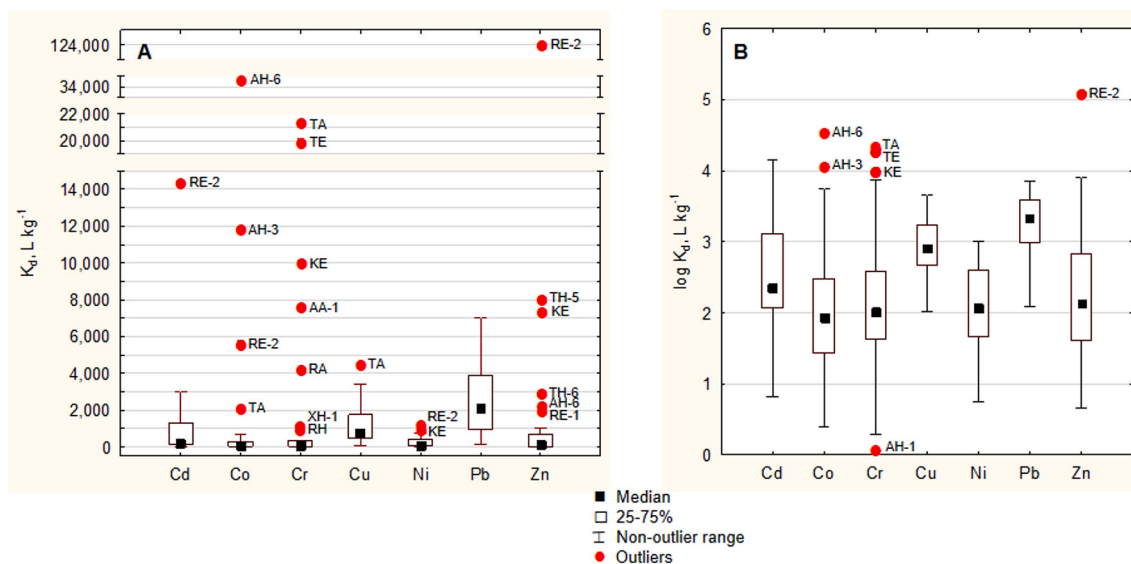 A
K_d, L kg⁻¹
124,000
34,000
22,000
20,000
14,000
12,000
10,000
8,000
6,000
4,000
2,000
0
RE-2
AH-6
TA
TE
RE-2
AH-3
KE
TH-5
AA-1
KE
RE-2
RA
TA
TH-6
TA
XH-1
RE-2
AH-6
RH
KE
RE-1
Cd Co Cr Cu Ni Pb Zn
B
log K_d, L kg⁻¹
6
5
4
3
2
1
0
RE-2
AH-6
TA
TE
AH-3
KE
AH-1
Cd Co Cr Cu Ni Pb Zn
Median
25-75%
Non-outlier range
Outliers